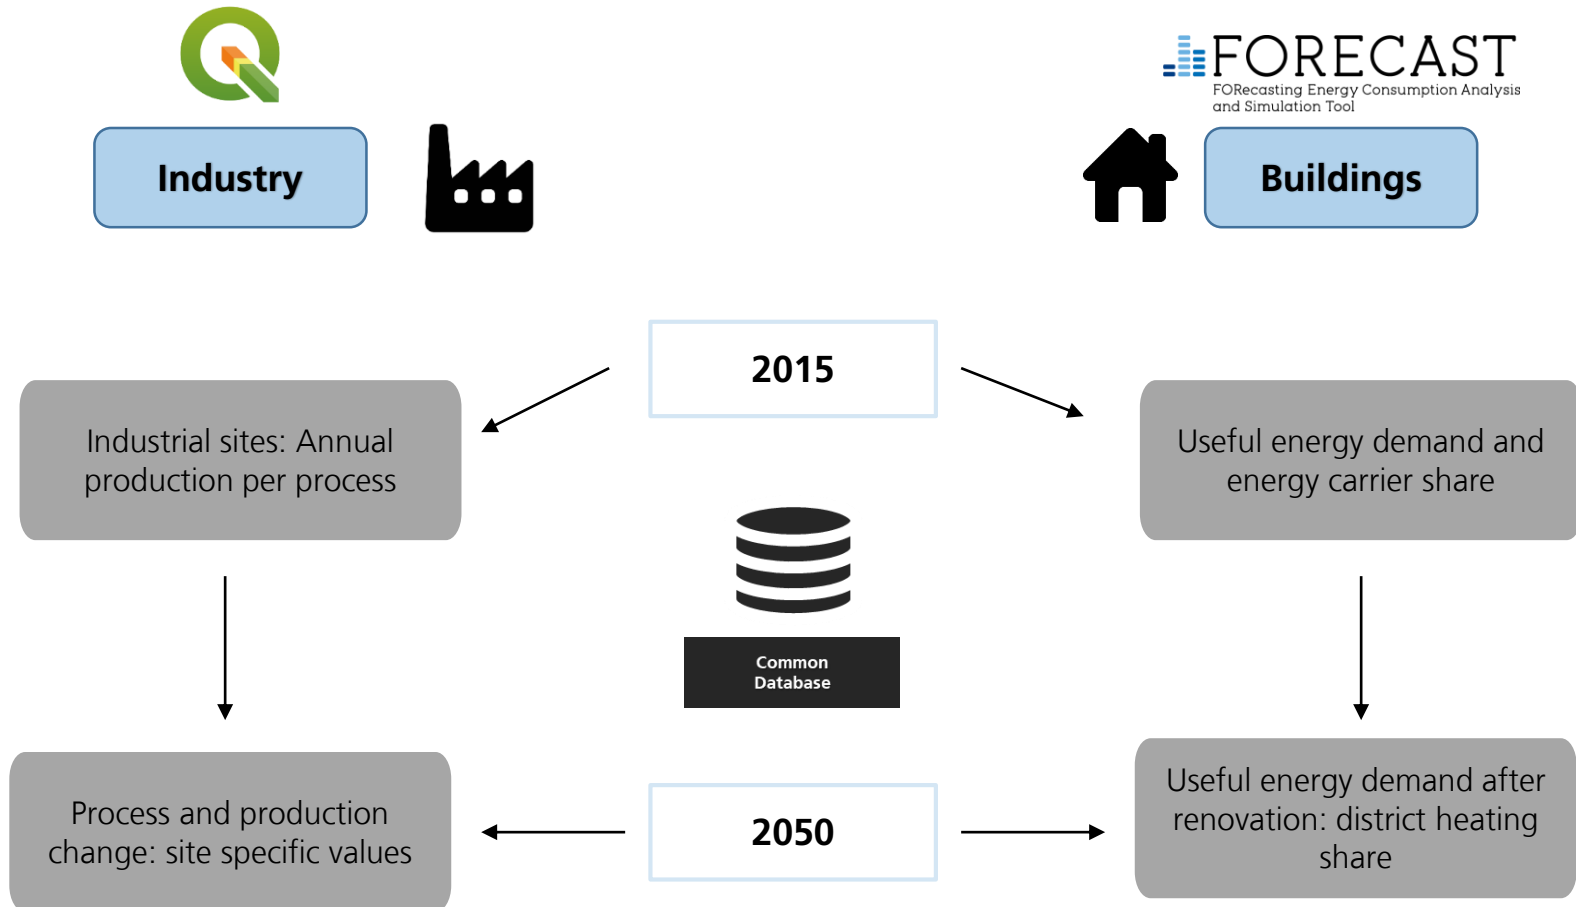 FORECAST
FORecasting Energy Consumption Analysis
and Simulation Tool
Industry
Buildings
2015
Industrial sites: Annual
production per process
Useful energy demand and
energy carrier share
Common
Database
Process and production
change: site specific values
2050
Useful energy demand after
renovation: district heating
share